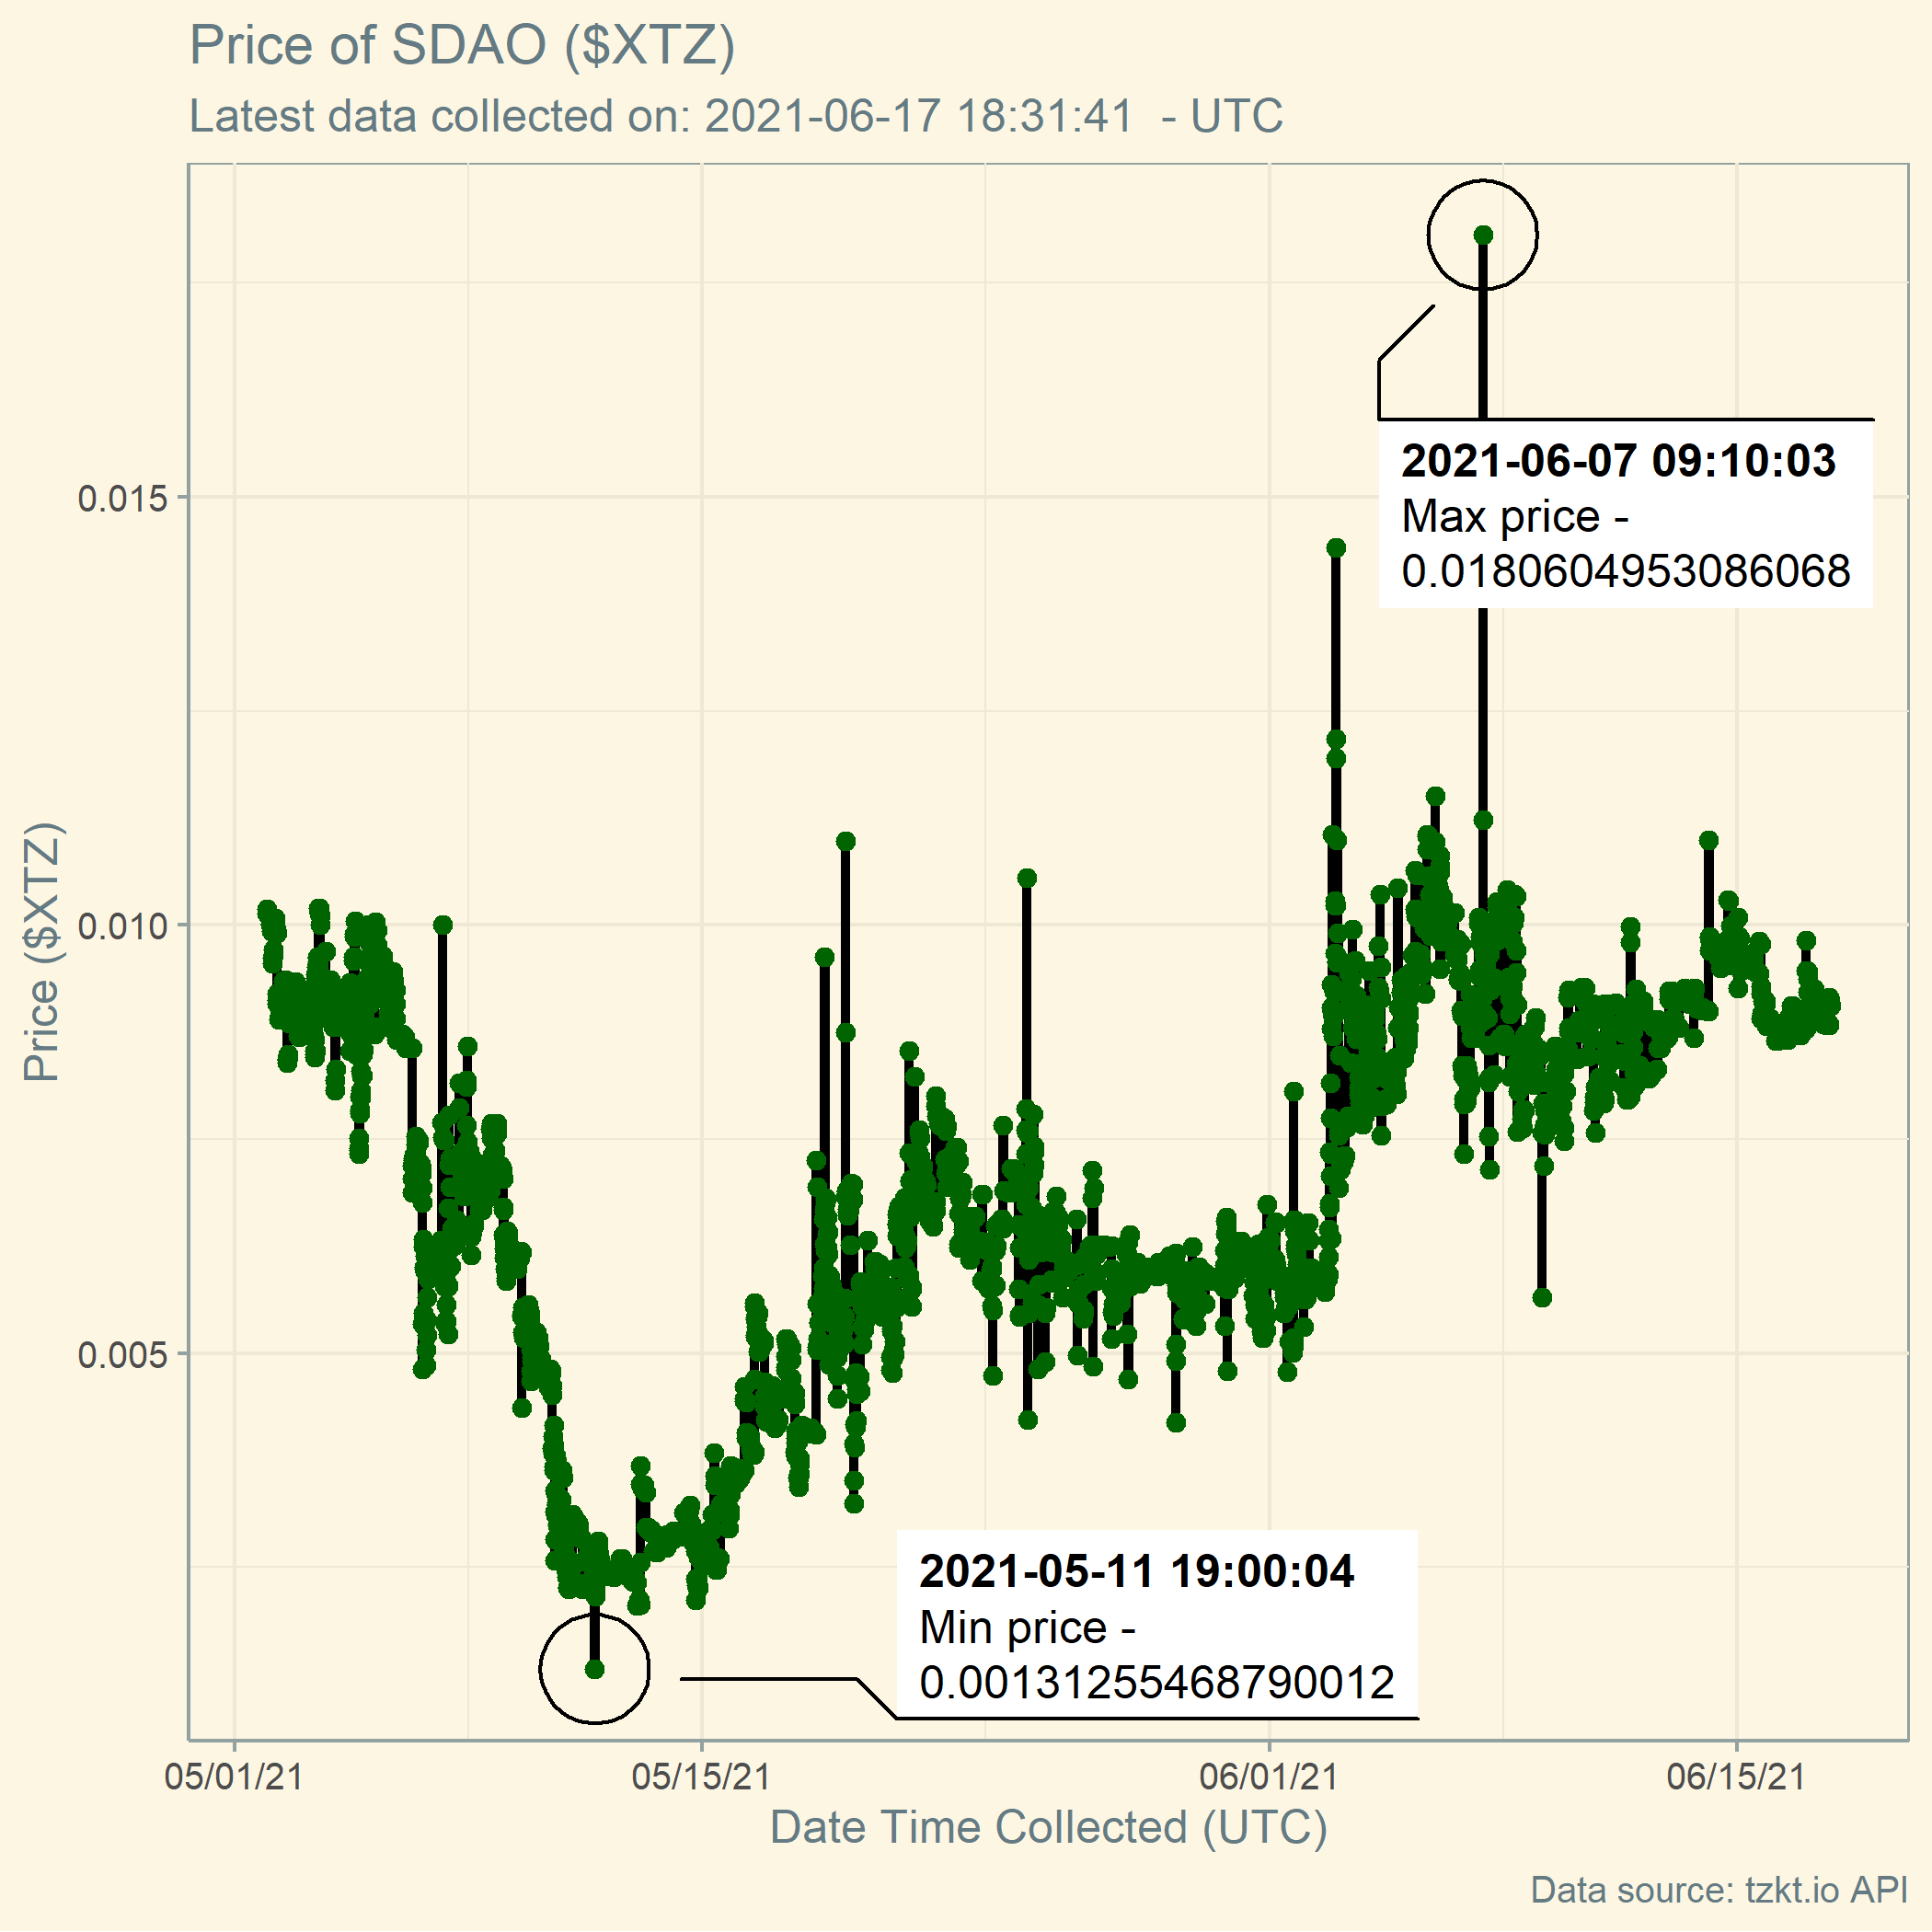 Price of SDAO ($XTZ)
Latest data collected on: 2021-06-17 18:31:41  - UTC
2021-06-07 09:10:03
Max price -
0.0180604953086068
0.015
0.010
0.005
Price ($XTZ)
2021-05-11 19:00:04
Min price -
0.00131255468790012
05/01/21
05/15/21
06/01/21
06/15/21
Date Time Collected (UTC)
Data source: tzkt.io API